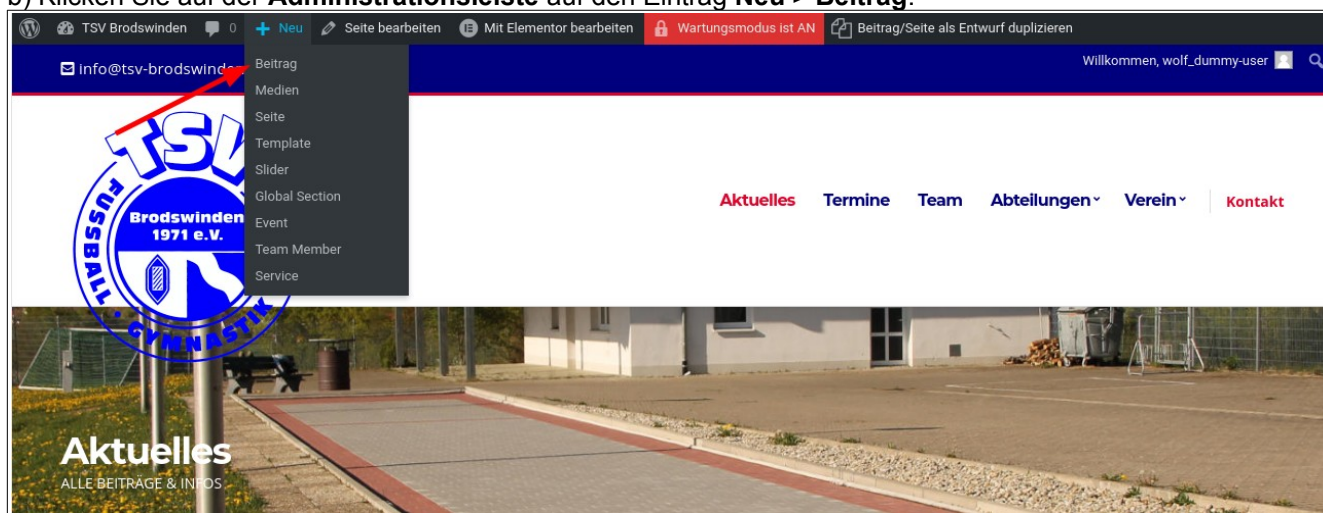 b) Klicken Sie auf der Administrationsleiste auf den Eintrag Neu > Beitrag.
TSV Brodswinden 0 Neu Seite bearbeiten Mit Elementor bearbeiten Wartungsmodus ist AN Beitrag/Seite als Entwurf duplizieren
info@tsv-brodswinden
Willkommen, wolf_dummy-user
Beitrag
Medien
Seite
Template
Slider
Global Section
Event
Team Member
Service
TSV
Brodswinden
1971 e.V.
FUSSBALL · GYMNASTIK
Aktuelles Termine Team Abteilungen Verein Kontakt
Aktuelles
ALLE BEITRÄGE & INFOS